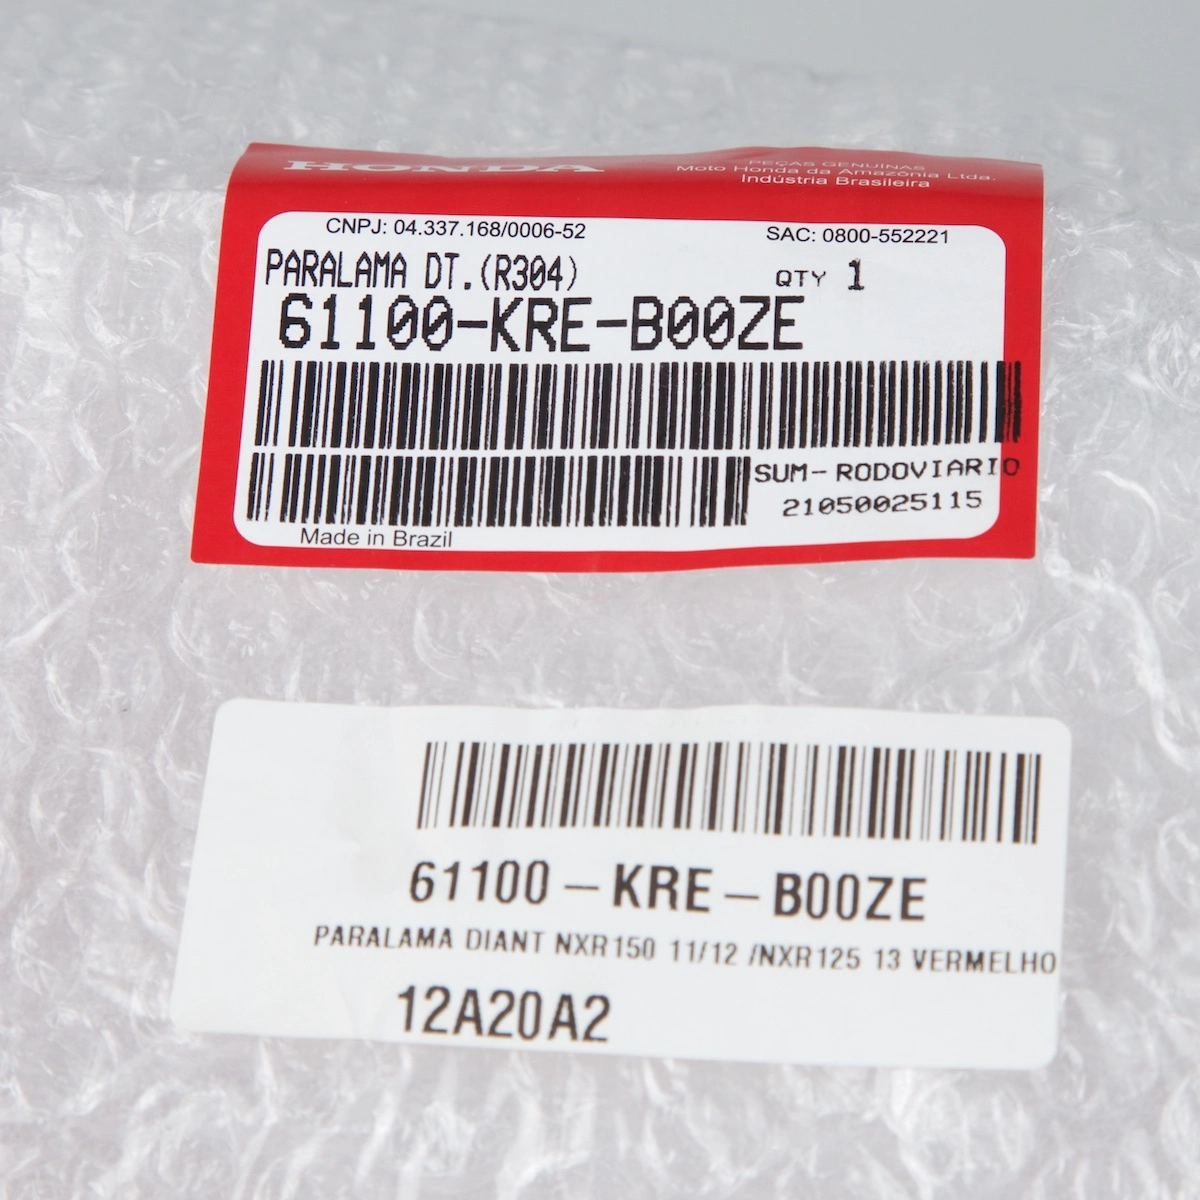 HONDA
PEÇAS GENUÍNAS
Moto Honda da Amazônia Ltda.
Indústria Brasileira
CNPJ: 04.337.168/0006-52
SAC: 0800-552221
PARALAMA DT.(R304)
QTY 1
61100-KRE-B00ZE
SUM-RODOVIARIO
21050025115
Made in Brazil
61100-KRE-B00ZE
PARALAMA DIANT NXR150 11/12 /NXR125 13 VERMELHO
12A20A2